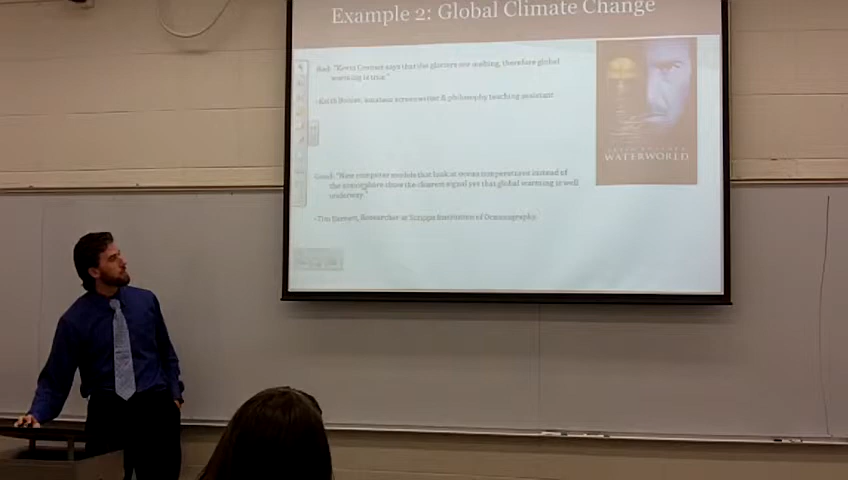 Example 2: Global Climate Change
Bad: "Kevin Costner says that the glaciers are melting, therefore global
warming is true."
amateur screenwriter & philosophy teaching assistant
WATERWORLD
Good: "New computer models that look at ocean temperatures instead of
the atmosphere show the clearest signal yet that global warming is well
underway."
-Tim Barnett, Researcher at Scripps Institution of Oceanography.